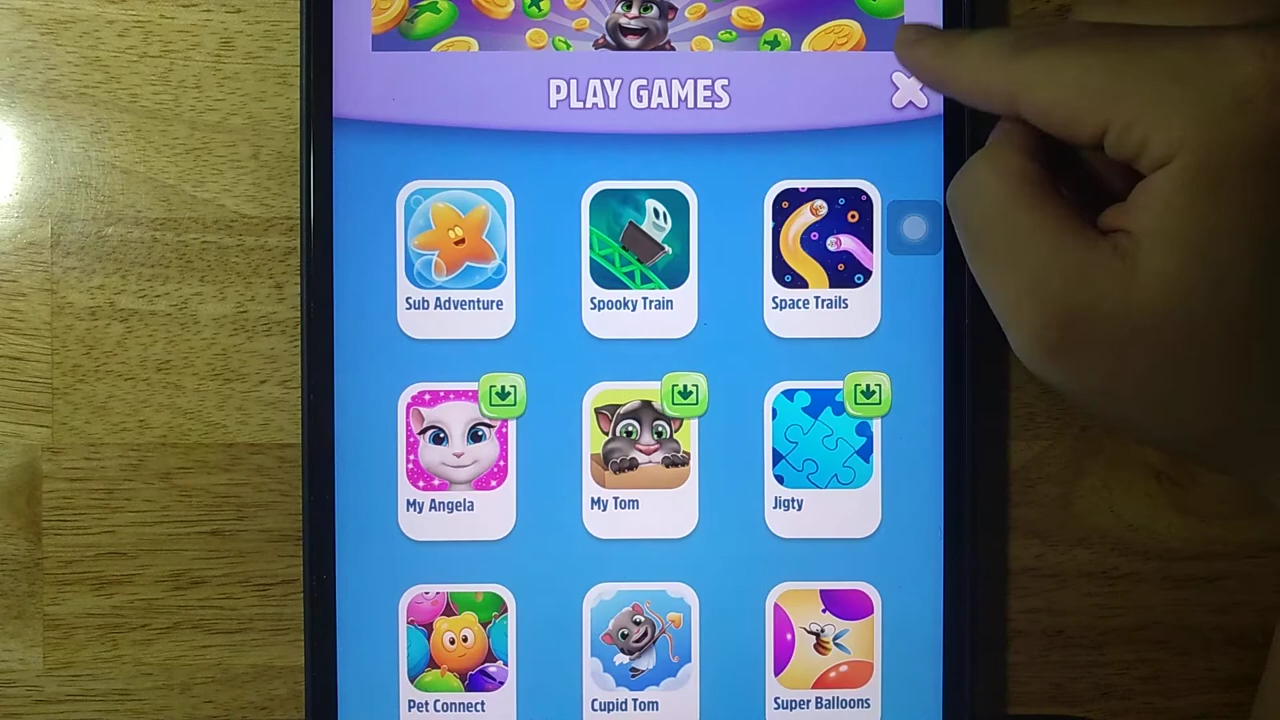 PLAY GAMES
Sub Adventure
Spooky Train
Space Trails
My Angela
My Tom
Jigty
Pet Connect
Cupid Tom
Super Balloons